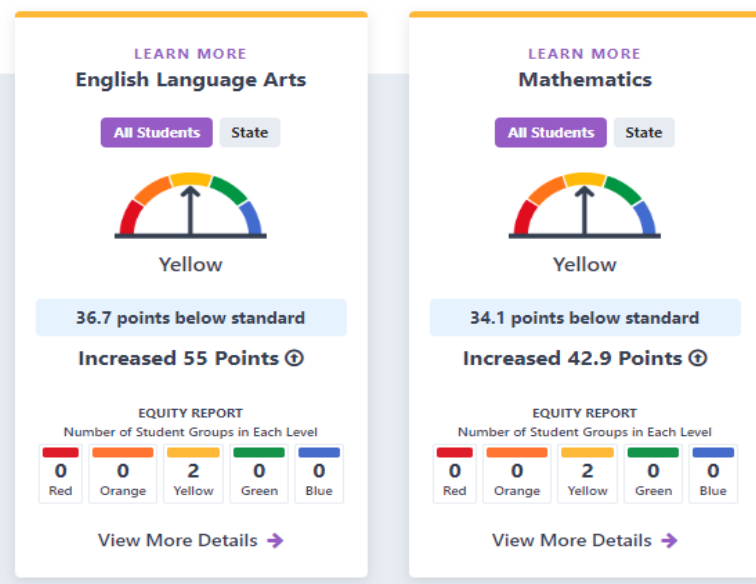 LEARN MORE
English Language Arts
All Students State
Yellow
36.7 points below standard
Increased 55 Points
EQUITY REPORT
Number of Student Groups in Each Level
0 0 2 0 0
Red Orange Yellow Green Blue
View More Details
LEARN MORE
Mathematics
All Students State
Yellow
34.1 points below standard
Increased 42.9 Points
EQUITY REPORT
Number of Student Groups in Each Level
0 0 2 0 0
Red Orange Yellow Green Blue
View More Details